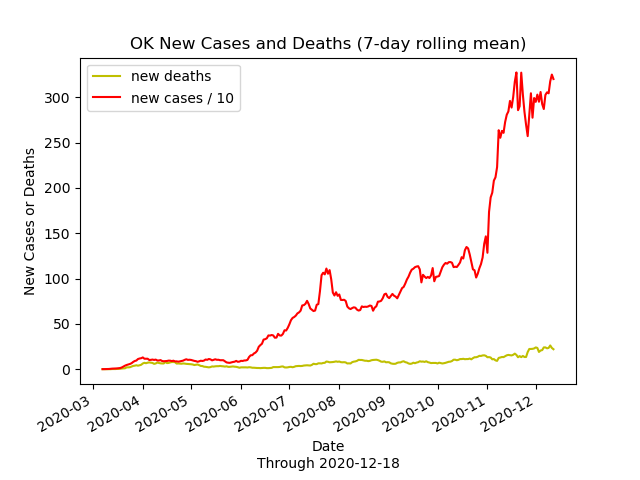 OK New Cases and Deaths (7-day rolling mean)
new deaths
new cases / 10
New Cases or Deaths
300
250
200
150
100
50
0
2020-03
2020-04
2020-05
2020-06
2020-07
2020-08
2020-09
2020-10
2020-11
2020-12
Date
Through 2020-12-18